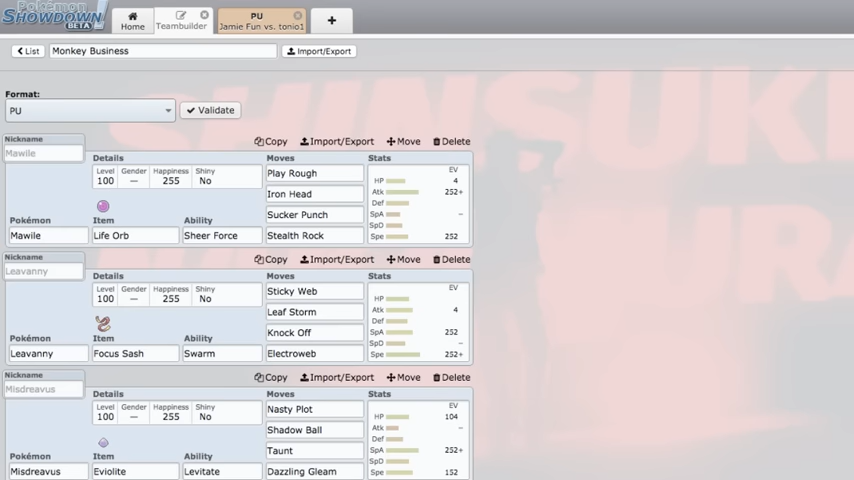 Pokémon
SHOWDOWN
BETA
Home
Teambuilder
PU
Jamie Fun vs. tonio1
+
List
Monkey Business
Import/Export
Format:
PU
Validate
Copy Import/Export Move Delete
Nickname
Mawile
Details
Level Gender Happiness Shiny
100 — 255 No
Pokémon Item Ability
Mawile Life Orb Sheer Force
Moves
Play Rough
Iron Head
Sucker Punch
Stealth Rock
Stats
EV
HP 4
Atk 252+
Def
SpA –
SpD
Spe 252
Copy Import/Export Move Delete
Nickname
Leavanny
Details
Level Gender Happiness Shiny
100 — 255 No
Pokémon Item Ability
Leavanny Focus Sash Swarm
Moves
Sticky Web
Leaf Storm
Knock Off
Electroweb
Stats
EV
HP
Atk 4
Def
SpA 252
SpD –
Spe 252+
Copy Import/Export Move Delete
Nickname
Misdreavus
Details
Level Gender Happiness Shiny
100 — 255 No
Pokémon Item Ability
Misdreavus Eviolite Levitate
Moves
Nasty Plot
Shadow Ball
Taunt
Dazzling Gleam
Stats
EV
HP 104
Atk –
Def
SpA 252+
SpD
Spe 152
SHINSUK